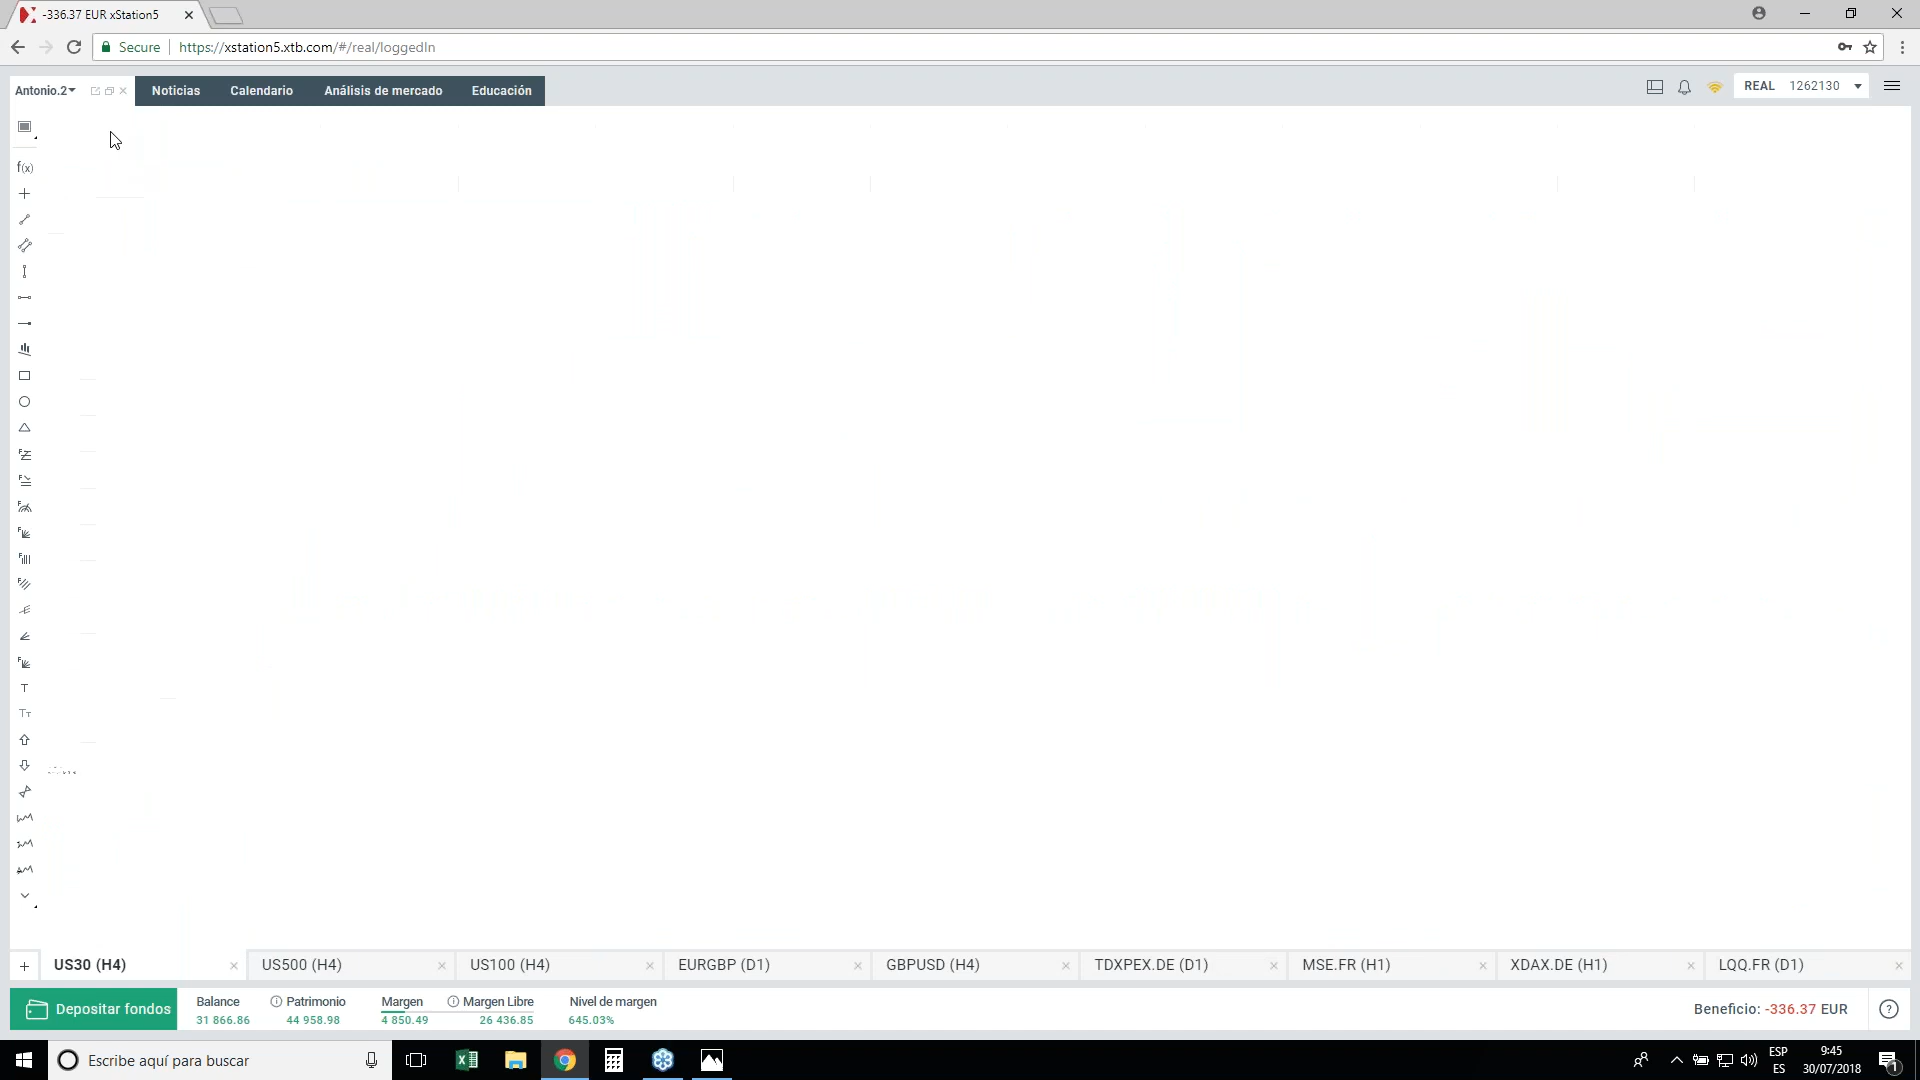 -336.37 EUR xStation5
Secure https://xstation5.xtb.com/#/real/loggedIn
Antonio.2 Noticias Calendario Análisis de mercado Educación REAL 1262130
f(x)
T
US30 (H4) US500 (H4) US100 (H4) EURGBP (D1) GBPUSD (H4) TDXPEX.DE (D1) MSE.FR (H1) XDAX.DE (H1) LQQ.FR (D1)
Depositar fondos
Balance Patrimonio Margen Margen Libre Nivel de margen
31 866.86 44 958.98 4 850.49 26 436.85 645.03%
Beneficio: -336.37 EUR
Escribe aquí para buscar
ESP
ES
9:45
30/07/2018
1